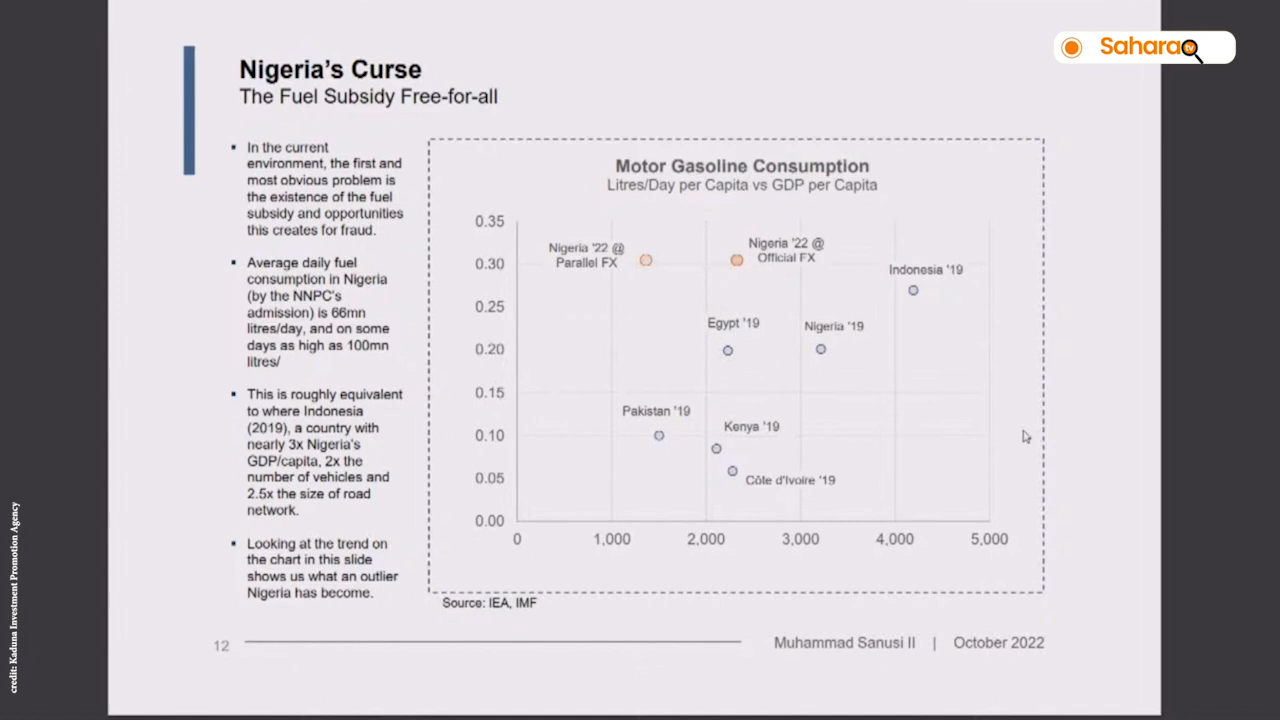 Sahara tv
Nigeria's Curse
The Fuel Subsidy Free-for-all
▪ In the current
environment, the first and
most obvious problem is
the existence of the fuel
subsidy and opportunities
this creates for fraud.
▪ Average daily fuel
consumption in Nigeria
(by the NNPC's
admission) is 66mn
litres/day, and on some
days as high as 100mn
litres/
▪ This is roughly equivalent
to where Indonesia
(2019), a country with
nearly 3x Nigeria's
GDP/capita, 2x the
number of vehicles and
2.5x the size of road
network.
▪ Looking at the trend on
the chart in this slide
shows us what an outlier
Nigeria has become.
Motor Gasoline Consumption
Litres/Day per Capita vs GDP per Capita
0.35
0.30
0.25
0.20
0.15
0.10
0.05
0.00
Nigeria '22 @
Parallel FX
Nigeria '22 @
Official FX
Indonesia '19
Egypt '19
Nigeria '19
Pakistan '19
Kenya '19
Côte d'Ivoire '19
0 1,000 2,000 3,000 4,000 5,000
Source: IEA, IMF
12
Muhammad Sanusi II | October 2022
credit: Kaduna Investment Promotion Agency